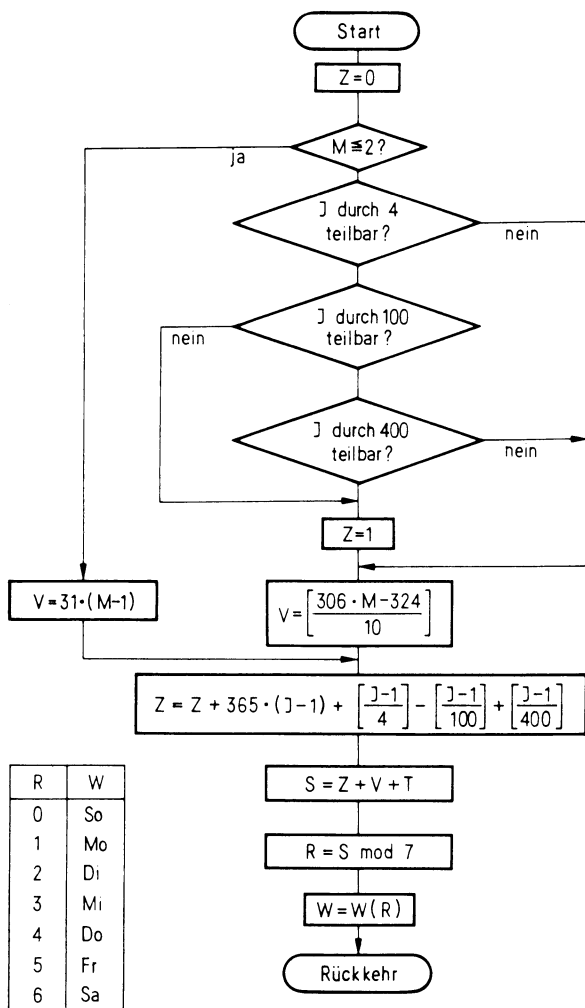 Start
Z=0
M≦2?
ja
J durch 4
teilbar?
nein
J durch 100
teilbar?
nein
J durch 400
teilbar?
nein
Z=1
V=31·(M-1)
V=[306·M-324/10]
Z = Z + 365·(J-1) + [J-1/4] - [J-1/100] + [J-1/400]
S = Z + V + T
R = S mod 7
W=W(R)
Rückkehr
R W
0 So
1 Mo
2 Di
3 Mi
4 Do
5 Fr
6 Sa